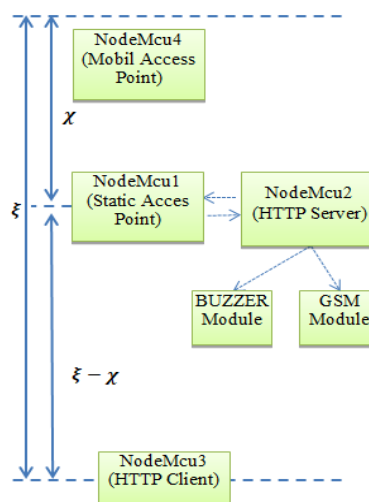 NodeMcu4
(Mobil Access
Point)
χ
NodeMcu1
(Static Acces
Point)
NodeMcu2
(HTTP Server)
ξ
BUZZER
Module
GSM
Module
ξ − χ
NodeMcu3
(HTTP Client)